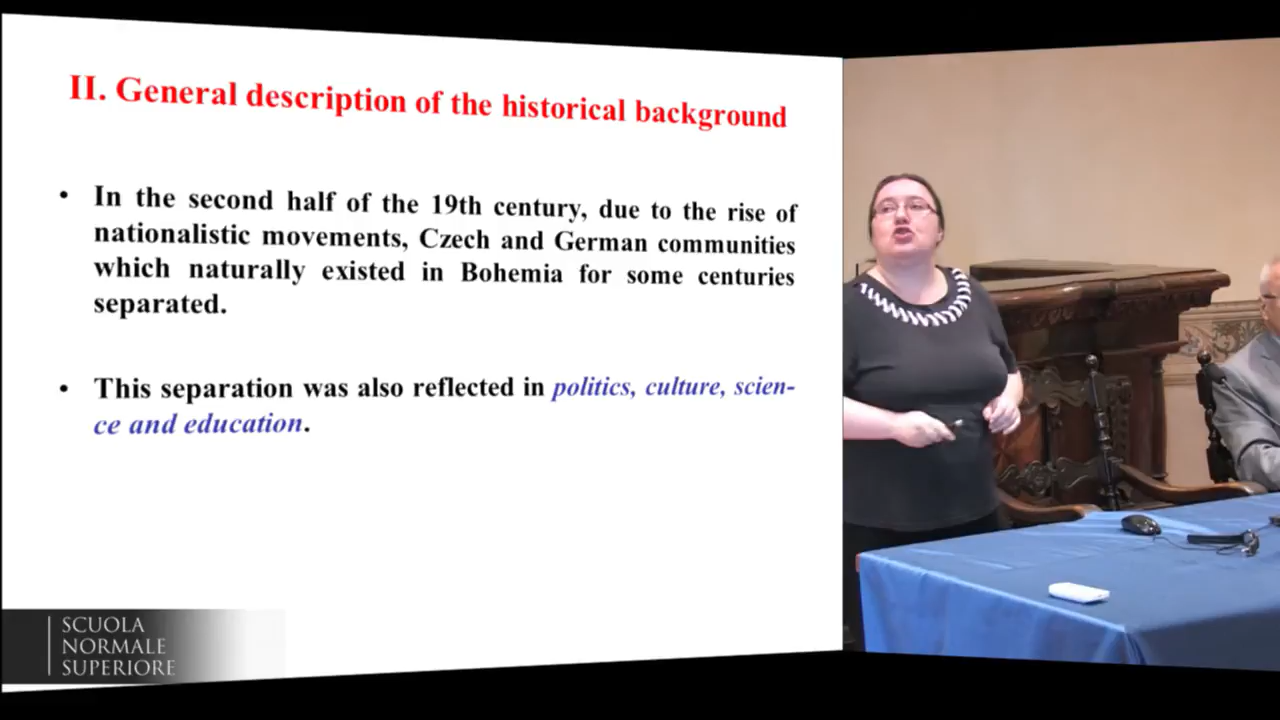 II. General description of the historical background
• In the second half of the 19th century, due to the rise of
nationalistic movements, Czech and German communities
which naturally existed in Bohemia for some centuries
separated.
• This separation was also reflected in politics, culture, scien-
ce and education.
SCUOLA
NORMALE
SUPERIORE